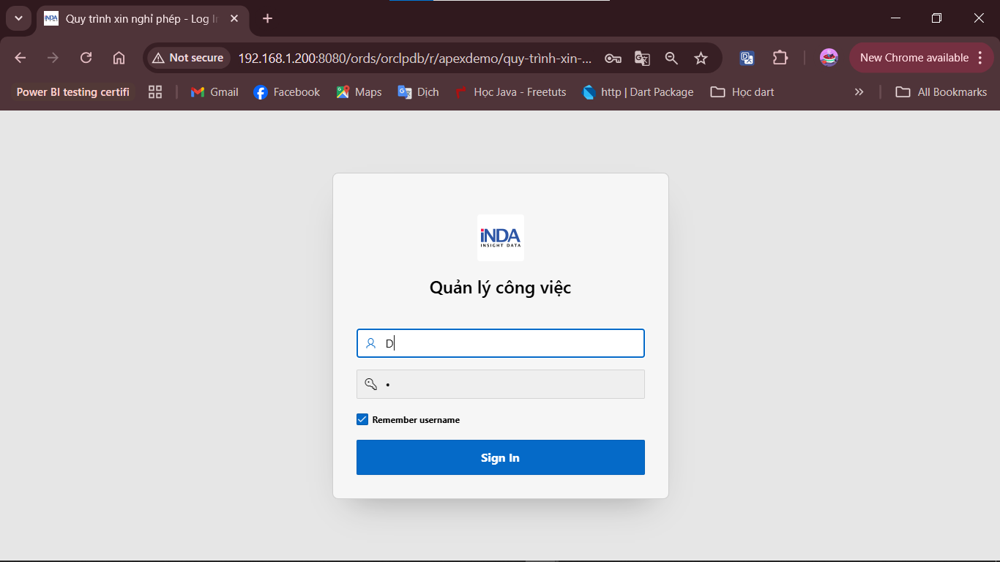 Quy trình xin nghỉ phép - Log I
Not secure
192.168.1.200:8080/ords/orclpdb/r/apexdemo/quy-trình-xin-...
New Chrome available
Power BI testing certifi
Gmail
Facebook
Maps
Dịch
Học Java - Freetuts
http | Dart Package
Học dart
All Bookmarks
iNDA
INSIGHT DATA
Quản lý công việc
D
Remember username
Sign In